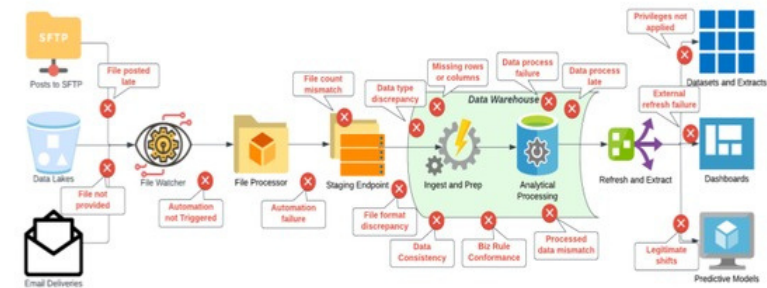 SFTP
Posts to SFTP
File posted
late
Data Lakes
File not
provided
Email Deliveries
File Watcher
Automation
not Triggered
File Processor
Automation
failure
File count
mismatch
Staging Endpoint
File format
discrepancy
Data type
discrepancy
Missing rows
or columns
Data process
failure
Data process
late
Data Warehouse
Ingest and Prep
Analytical
Processing
Data
Consistency
Biz Rule
Conformance
Processed
data mismatch
Refresh and Extract
Privileges not
applied
Datasets and Extracts
External
refresh failure
Dashboards
Legitimate
shifts
Predictive Models